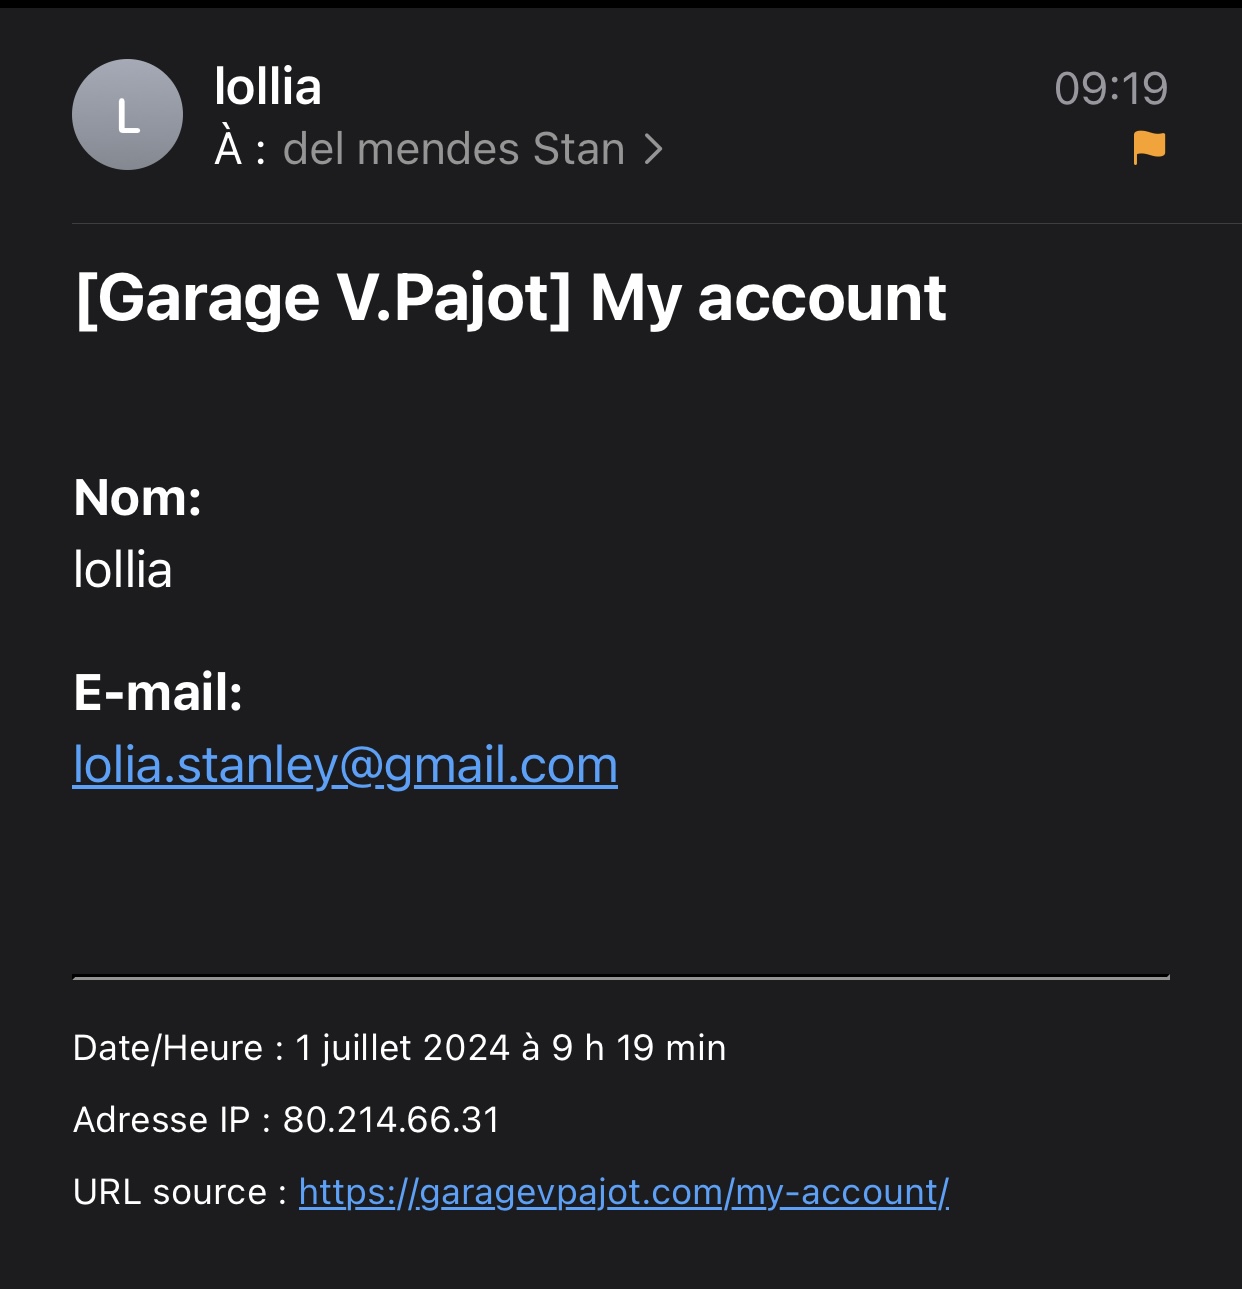 L
lollia
09:19
À : del mendes Stan >
[Garage V.Pajot] My account
Nom:
lollia
E-mail:
lolia.stanley@gmail.com
Date/Heure : 1 juillet 2024 à 9 h 19 min
Adresse IP : 80.214.66.31
URL source : https://garagevpajot.com/my-account/